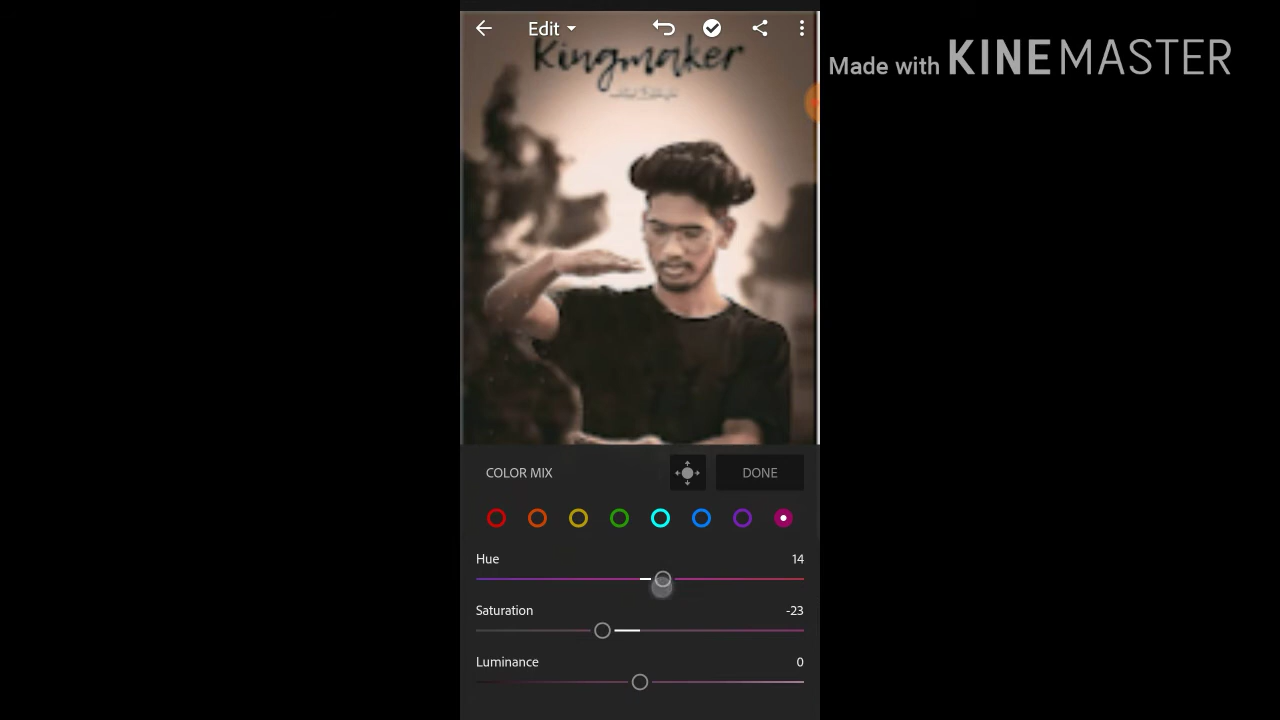 Edit
Kingmaker
Made with KINEMASTER
COLOR MIX
DONE
Hue 14
Saturation -23
Luminance 0